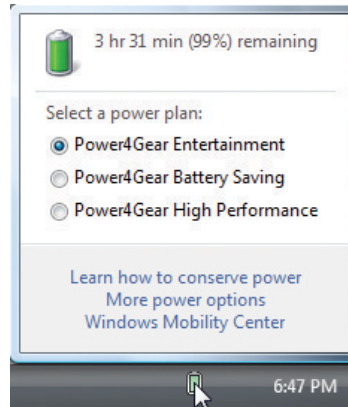 3 hr 31 min (99%) remaining
Select a power plan:
Power4Gear Entertainment
Power4Gear Battery Saving
Power4Gear High Performance
Learn how to conserve power
More power options
Windows Mobility Center
6:47 PM